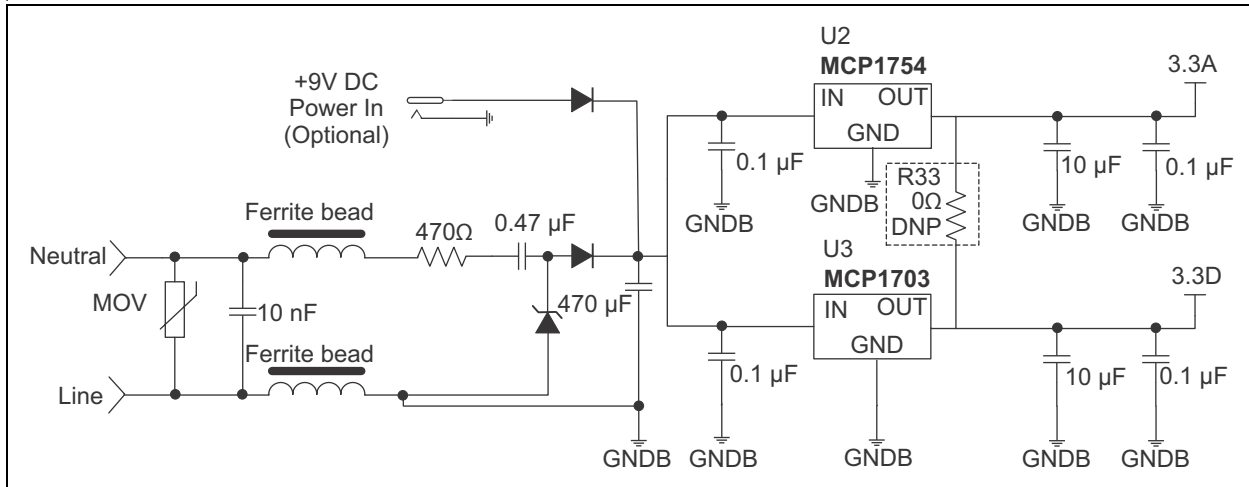 +9V DC
Power In
(Optional)
U2
MCP1754
IN OUT
GND
3.3A
0.1 µF
GNDB
GNDB
R33
0Ω
DNP
10 µF
0.1 µF
GNDB
GNDB
Neutral
Ferrite bead
470Ω
0.47 µF
MOV
10 nF
470 µF
Ferrite bead
Line
GNDB
U3
MCP1703
IN OUT
GND
3.3D
0.1 µF
GNDB
GNDB
10 µF
0.1 µF
GNDB
GNDB